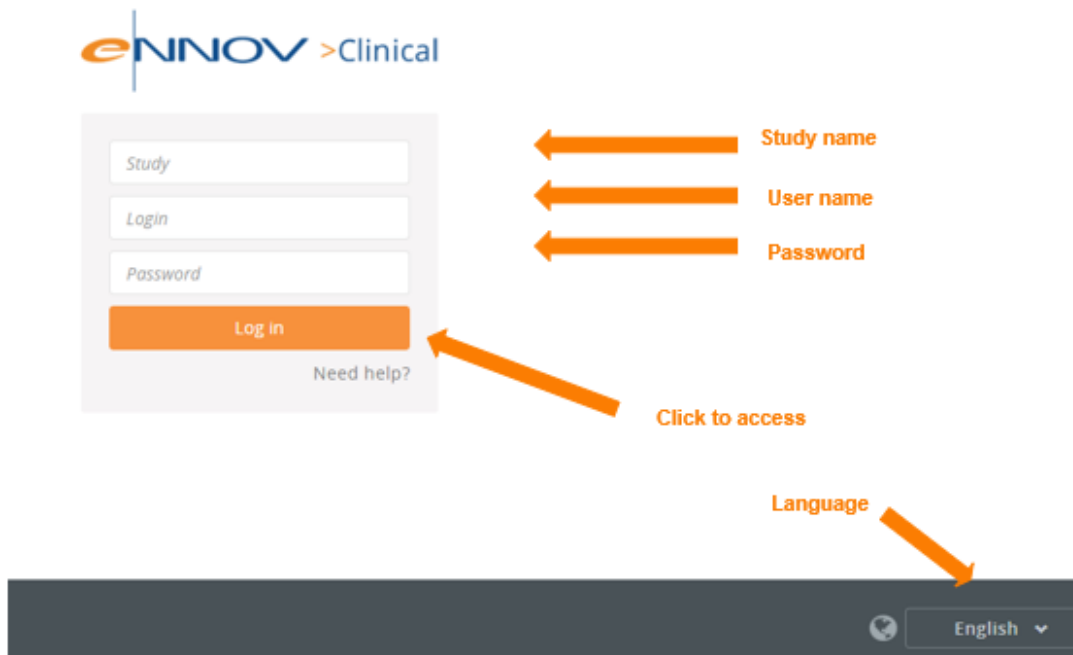 eNNOV >Clinical
Study
Study name
Login
User name
Password
Password
Log in
Need help?
Click to access
Language
English